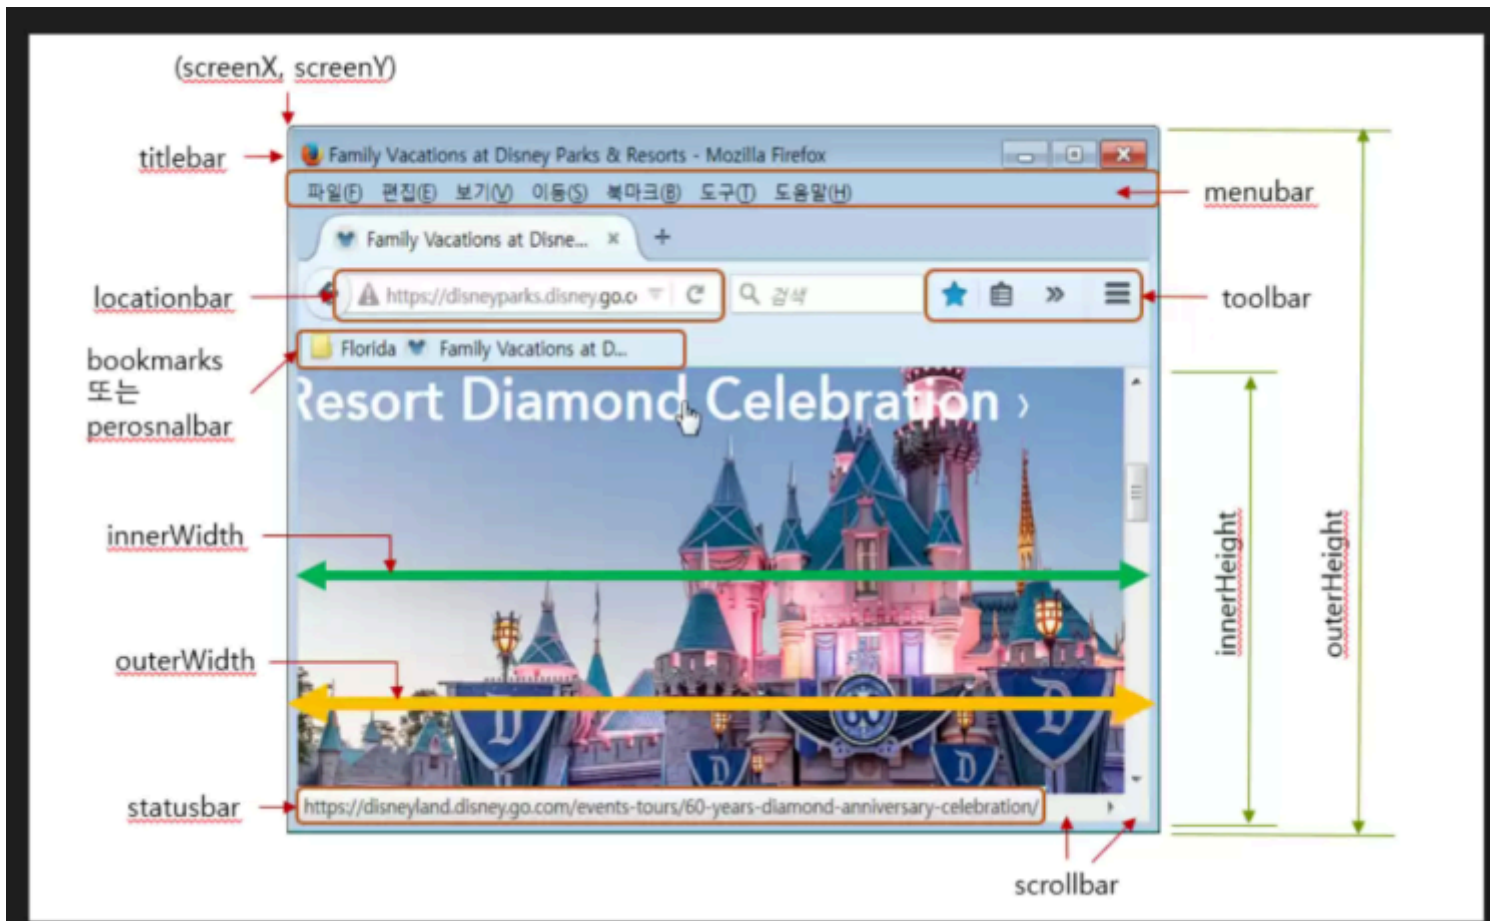 (screenX, screenY)
titlebar
Family Vacations at Disney Parks & Resorts - Mozilla Firefox
파일(F) 편집(E) 보기(V) 이동(S) 북마크(B) 도구(T) 도움말(H)
menubar
Family Vacations at Disne...
locationbar
https://disneyparks.disney.go.c
검색
toolbar
bookmarks
또는
perosnalbar
Florida Family Vacations at D...
Resort Diamond Celebration ›
innerWidth
outerWidth
innerHeight
outerHeight
D
60
D
D
statusbar
https://disneyland.disney.go.com/events-tours/60-years-diamond-anniversary-celebration/
scrollbar